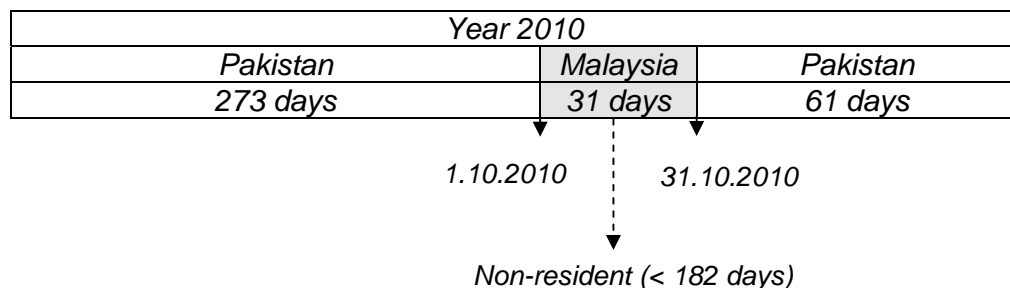 Year 2010
Pakistan Malaysia Pakistan
273 days 31 days 61 days
1.10.2010 31.10.2010
Non-resident (< 182 days)